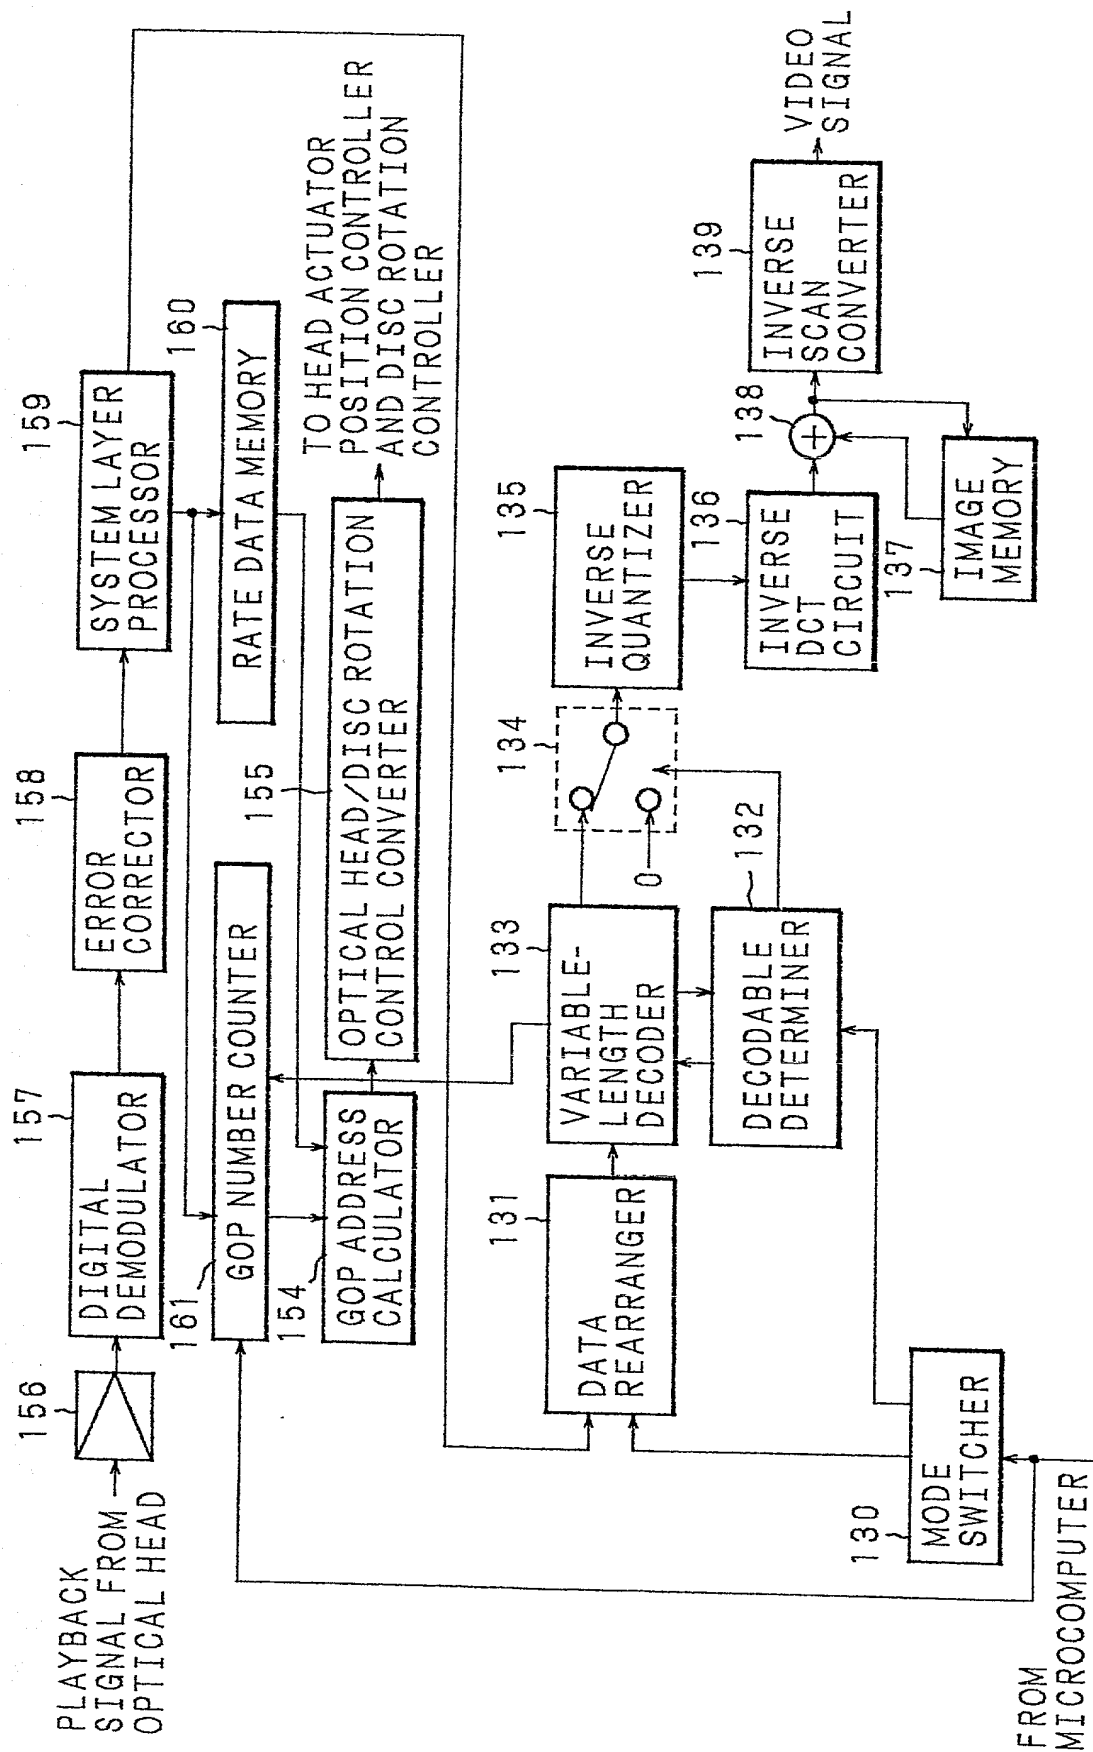 PLAYBACK
SIGNAL FROM
OPTICAL HEAD
156
157
DIGITAL
DEMODULATOR
158
ERROR
CORRECTOR
159
SYSTEM LAYER
PROCESSOR
161
GOP NUMBER COUNTER
160
RATE DATA MEMORY
154
GOP ADDRESS
CALCULATOR
155
OPTICAL HEAD/DISC ROTATION
CONTROL CONVERTER
TO HEAD ACTUATOR
POSITION CONTROLLER
AND DISC ROTATION
CONTROLLER
131
DATA
REARRANGER
133
VARIABLE-
LENGTH
DECODER
134
0
135
INVERSE
QUANTIZER
132
DECODABLE
DETERMINER
136
INVERSE
DCT
CIRCUIT
138
+
139
INVERSE
SCAN
CONVERTER
VIDEO
SIGNAL
137
IMAGE
MEMORY
130
MODE
SWITCHER
FROM
MICROCOMPUTER